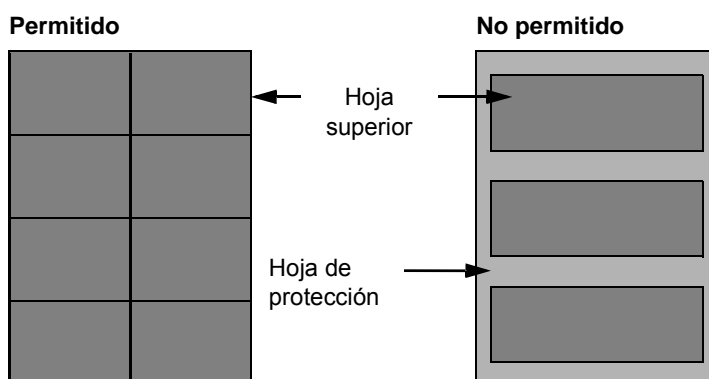 Permitido
No permitido
Hoja
superior
Hoja de
protección